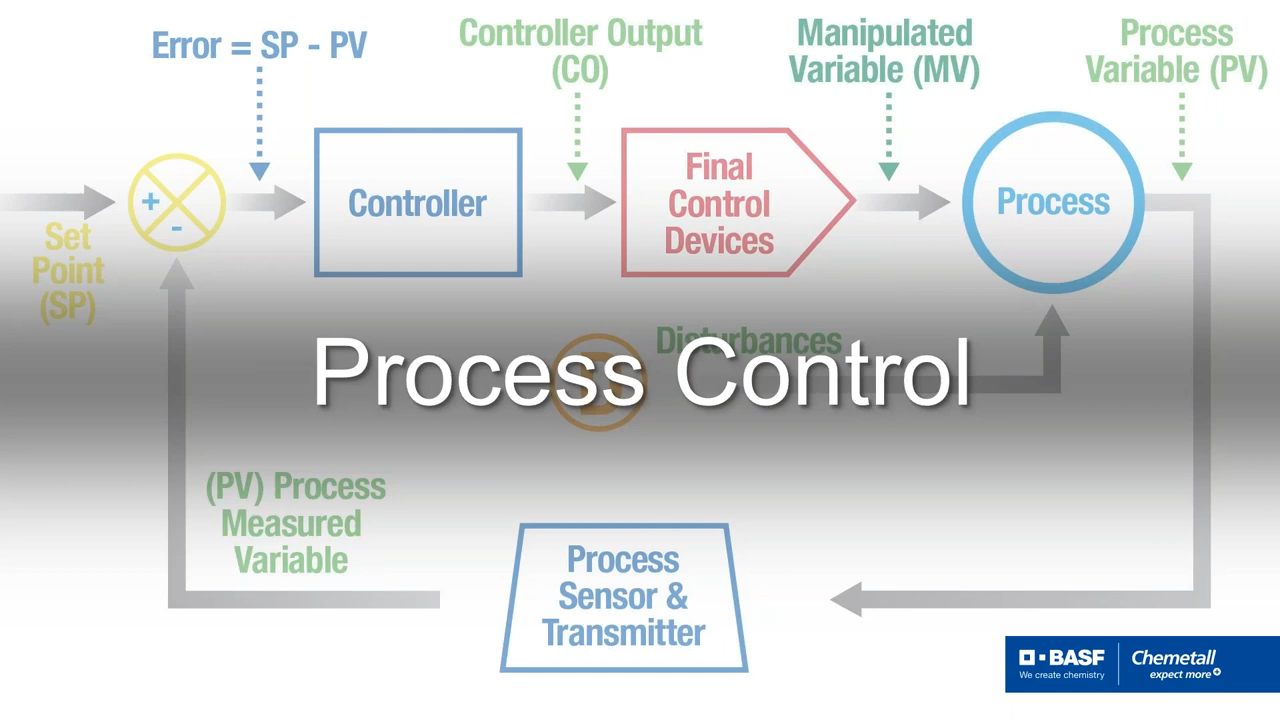 Error = SP - PV
Controller Output
(CO)
Manipulated
Variable (MV)
Process
Variable (PV)
+
-
Set
Point
(SP)
Controller
Final
Control
Devices
Process
Disturbances
D
Process Control
(PV) Process
Measured
Variable
Process
Sensor &
Transmitter
BASF
We create chemistry
Chemetall
expect more+